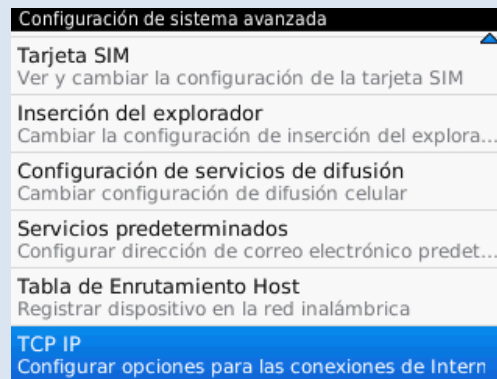 Configuración de sistema avanzada
Tarjeta SIM
Ver y cambiar la configuración de la tarjeta SIM
Inserción del explorador
Cambiar la configuración de inserción del explora...
Configuración de servicios de difusión
Cambiar configuración de difusión celular
Servicios predeterminados
Configurar dirección de correo electrónico predet...
Tabla de Enrutamiento Host
Registrar dispositivo en la red inalámbrica
TCP IP
Configurar opciones para las conexiones de Intern